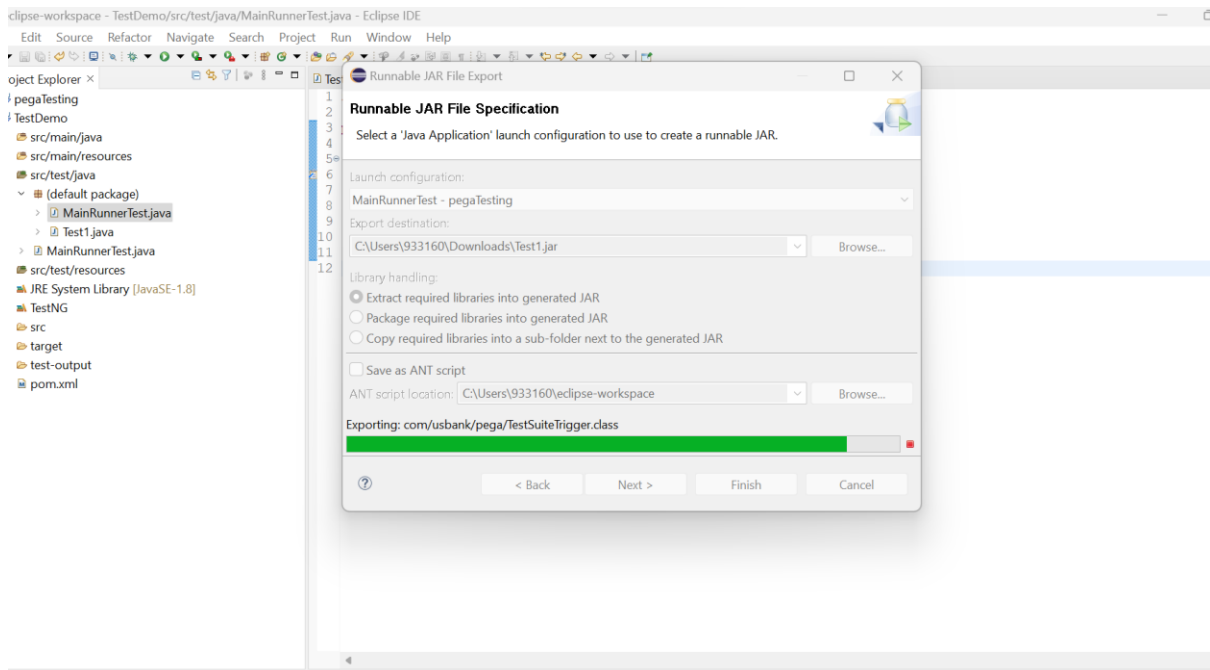 clipse-workspace - TestDemo/src/test/java/MainRunnerTest.java - Eclipse IDE
Edit Source Refactor Navigate Search Project Run Window Help
oject Explorer ×
pegaTesting
TestDemo
src/main/java
src/main/resources
src/test/java
(default package)
MainRunnerTest.java
Test1.java
MainRunnerTest.java
src/test/resources
JRE System Library [JavaSE-1.8]
TestNG
src
target
test-output
pom.xml
Tes
1
2
3
4
5
6
7
8
9
10
11
12
Runnable JAR File Export
Runnable JAR File Specification
Select a 'Java Application' launch configuration to use to create a runnable JAR.
Launch configuration:
MainRunnerTest - pegaTesting
Export destination:
C:\Users\933160\Downloads\Test1.jar Browse...
Library handling:
Extract required libraries into generated JAR
Package required libraries into generated JAR
Copy required libraries into a sub-folder next to the generated JAR
Save as ANT script
ANT script location: C:\Users\933160\eclipse-workspace Browse...
Exporting: com/usbank/pega/TestSuiteTrigger.class
< Back Next > Finish Cancel